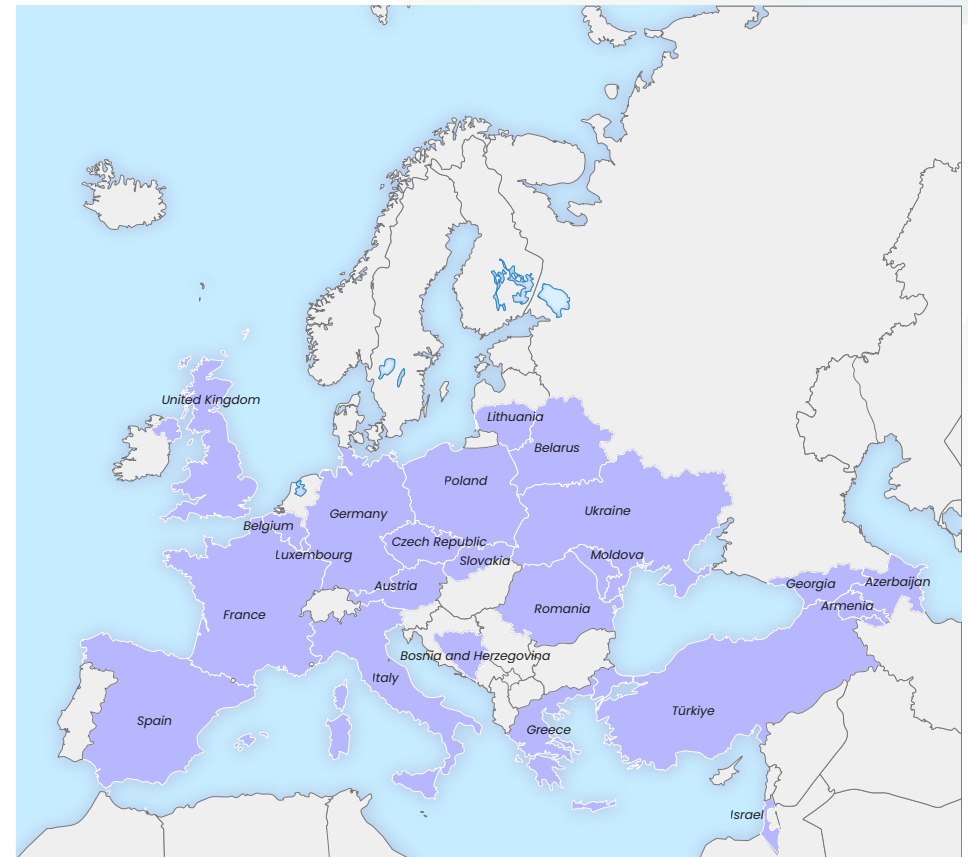 United Kingdom
Lithuania
Belarus
Poland
Ukraine
Germany
Belgium
Czech Republic
Luxembourg
Moldova
Slovakia
Austria
Georgia
Azerbaijan
Armenia
Romania
France
Bosnia and Herzegovina
Italy
Türkiye
Spain
Greece
Israel